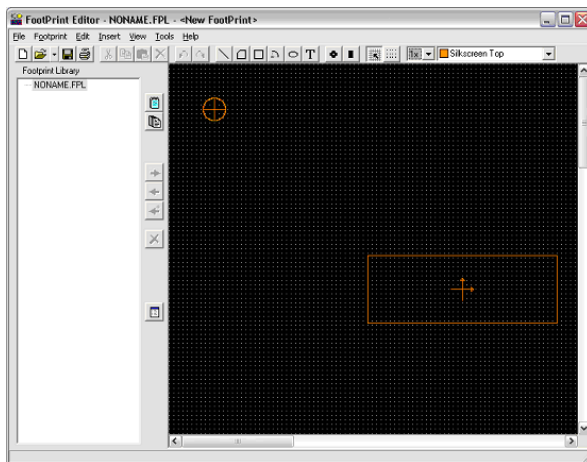 FootPrint Editor - NONAME.FPL - <New FootPrint>
File Footprint Edit Insert View Tools Help
T 1x Silkscreen Top
Footprint Library
NONAME.FPL